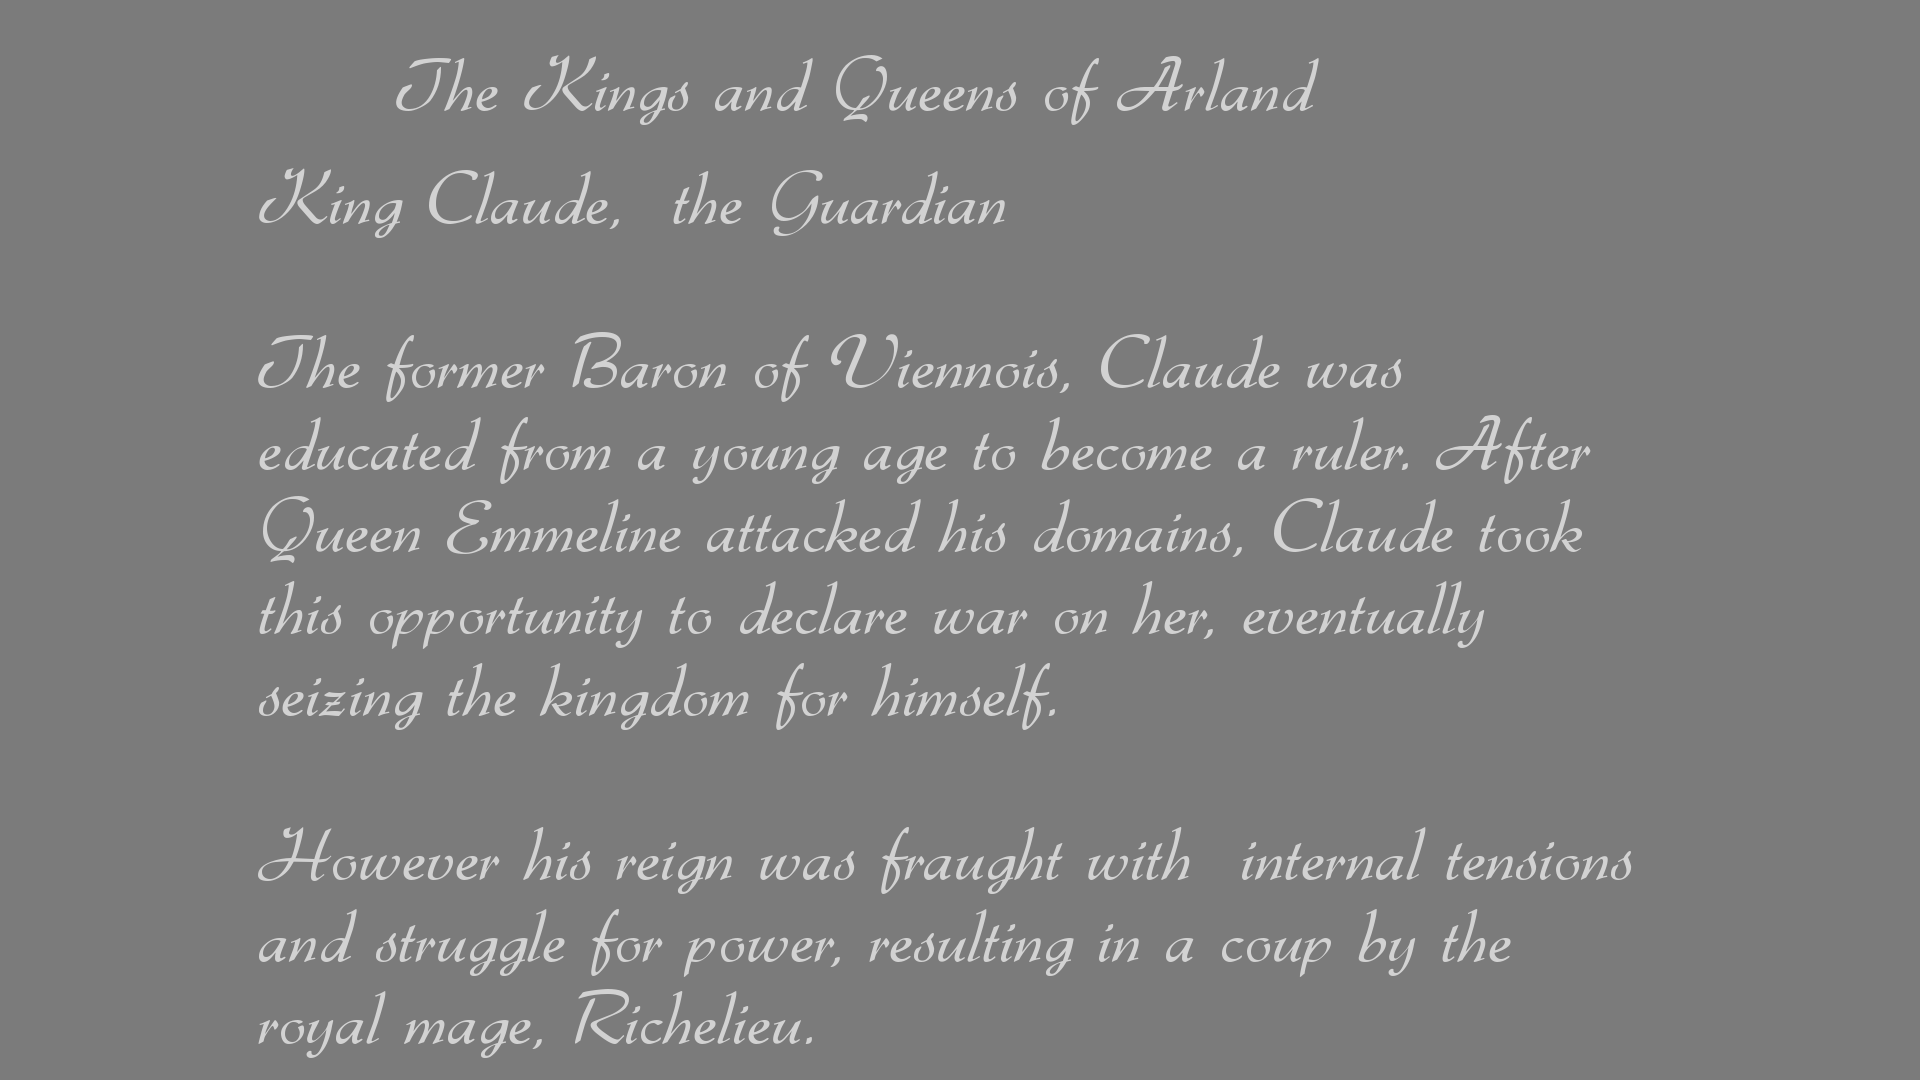 The Kings and Queens of Arland
King Claude,  the Guardian
The former Baron of Viennois, Claude was
educated from a young age to become a ruler. After
Queen Emmeline attacked his domains, Claude took
this opportunity to declare war on her, eventually
seizing the kingdom for himself.
However his reign was fraught with  internal tensions
and struggle for power, resulting in a coup by the
royal mage, Richelieu.